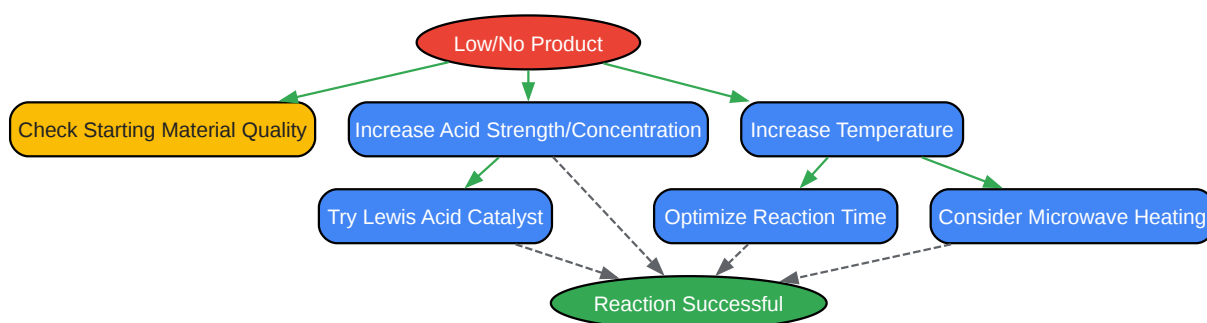 Low/No Product
Check Starting Material Quality
Increase Acid Strength/Concentration
Increase Temperature
Try Lewis Acid Catalyst
Optimize Reaction Time
Consider Microwave Heating
Reaction Successful